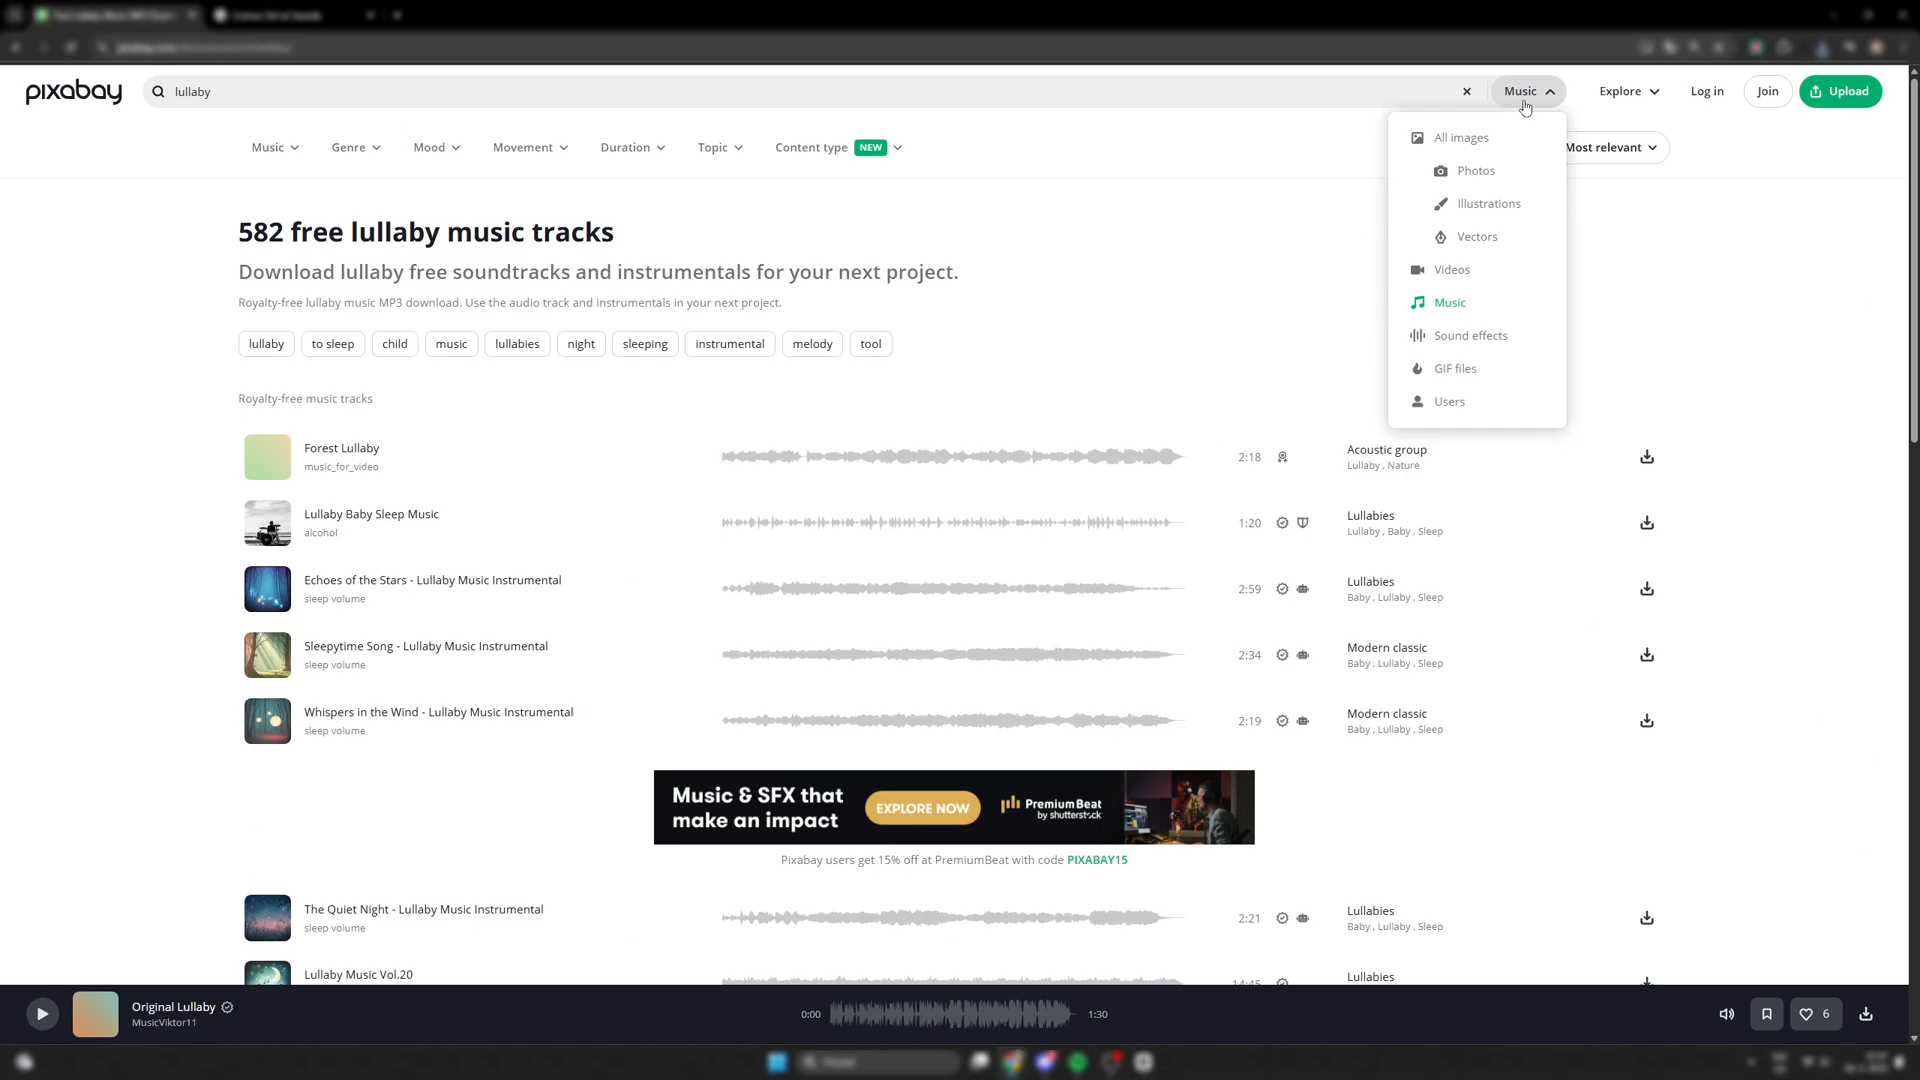 pixabay
lullaby
Music
Explore
Log in
Join
Upload
Music
Genre
Mood
Movement
Duration
Topic
Content type NEW
Most relevant
All images
Photos
Illustrations
Vectors
Videos
Music
Sound effects
GIF files
Users
582 free lullaby music tracks
Download lullaby free soundtracks and instrumentals for your next project.
Royalty-free lullaby music MP3 download. Use the audio track and instrumentals in your next project.
lullaby
to sleep
child
music
lullabies
night
sleeping
instrumental
melody
tool
Royalty-free music tracks
Forest Lullaby
music_for_video
2:18
Acoustic group
Lullaby , Nature
Lullaby Baby Sleep Music
alcohol
1:20
Lullabies
Lullaby , Baby , Sleep
Echoes of the Stars - Lullaby Music Instrumental
sleep volume
2:59
Lullabies
Baby , Lullaby , Sleep
Sleepytime Song - Lullaby Music Instrumental
sleep volume
2:34
Modern classic
Baby , Lullaby , Sleep
Whispers in the Wind - Lullaby Music Instrumental
sleep volume
2:19
Modern classic
Baby , Lullaby , Sleep
Music & SFX that
make an impact
EXPLORE NOW
PremiumBeat
by shutterstock
Pixabay users get 15% off at PremiumBeat with code PIXABAY15
The Quiet Night - Lullaby Music Instrumental
sleep volume
2:21
Lullabies
Baby , Lullaby , Sleep
Lullaby Music Vol.20
14:45
Lullabies
Original Lullaby
MusicViktor11
0:00
1:30
6